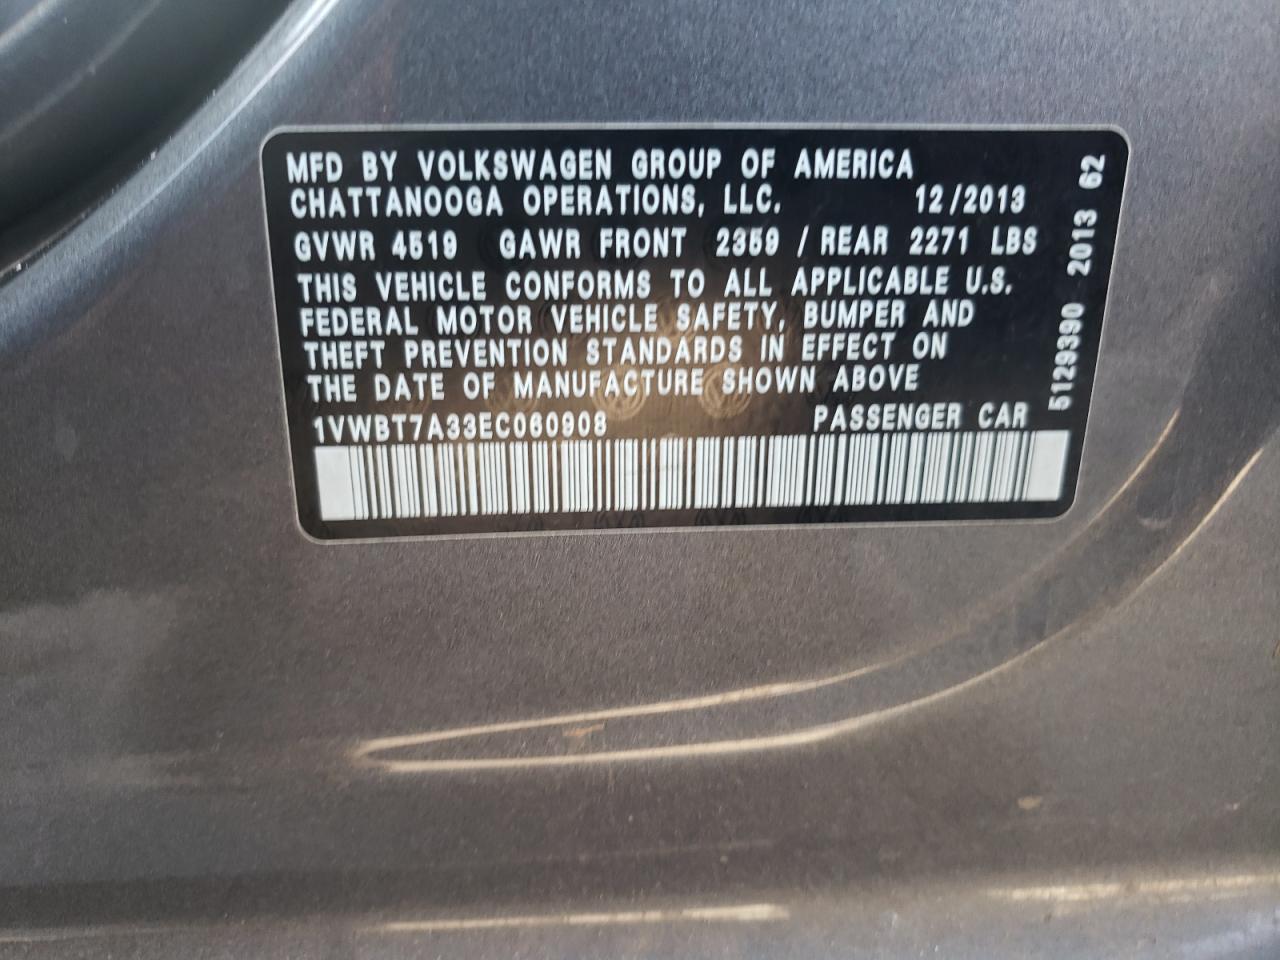 MFD BY VOLKSWAGEN GROUP OF AMERICA
CHATTANOOGA OPERATIONS, LLC. 12/2013
GVWR 4519 GAWR FRONT 2359 / REAR 2271 LBS
THIS VEHICLE CONFORMS TO ALL APPLICABLE U.S.
FEDERAL MOTOR VEHICLE SAFETY, BUMPER AND
THEFT PREVENTION STANDARDS IN EFFECT ON
THE DATE OF MANUFACTURE SHOWN ABOVE
1VWBT7A33EC060908 PASSENGER CAR
5129390 2013 62